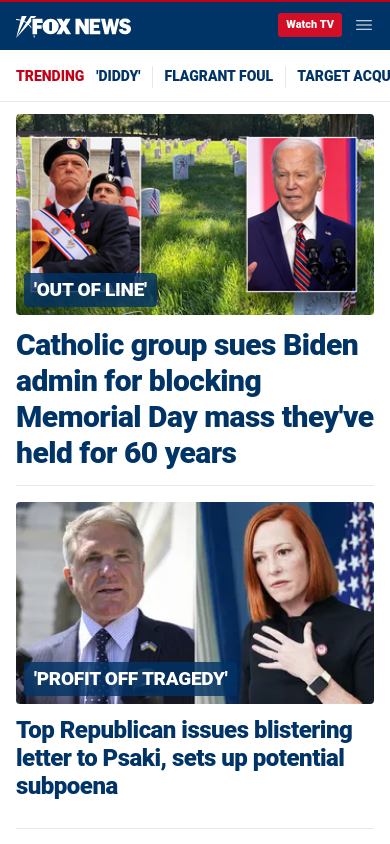 FOX NEWS
Watch TV
TRENDING 'DIDDY' FLAGRANT FOUL TARGET ACQU
'OUT OF LINE'
Catholic group sues Biden
admin for blocking
Memorial Day mass they've
held for 60 years
'PROFIT OFF TRAGEDY'
Top Republican issues blistering
letter to Psaki, sets up potential
subpoena